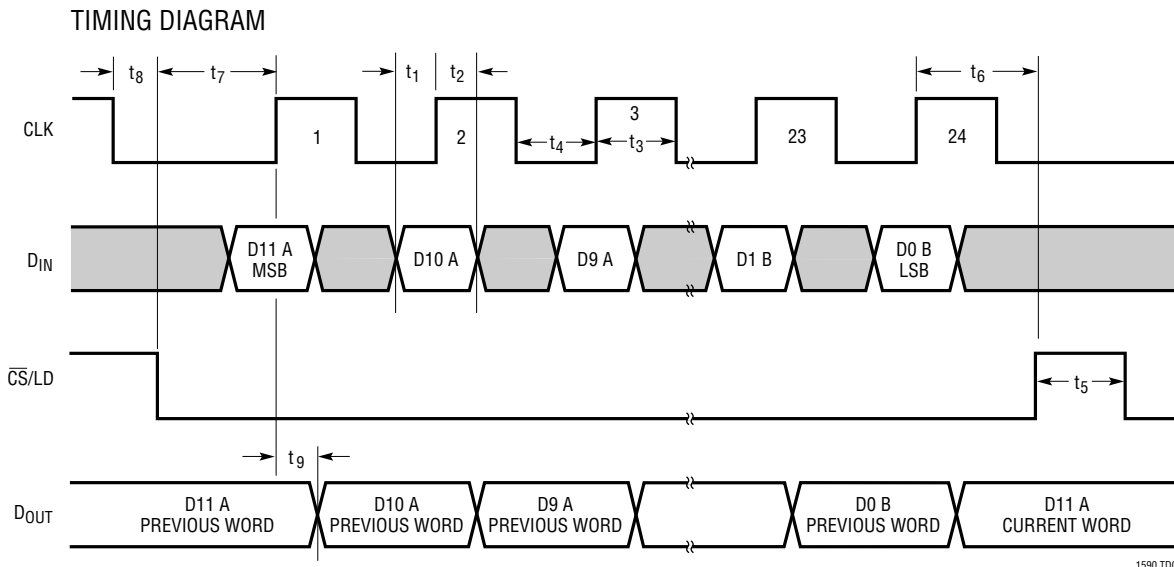 TIMING DIAGRAM
t8
t7
t1
t2
t6
CLK
1
2
t4
3
t3
23
24
DIN
D11 A
MSB
D10 A
D9 A
D1 B
D0 B
LSB
CS/LD
t5
t9
DOUT
D11 A
PREVIOUS WORD
D10 A
PREVIOUS WORD
D9 A
PREVIOUS WORD
D0 B
PREVIOUS WORD
D11 A
CURRENT WORD